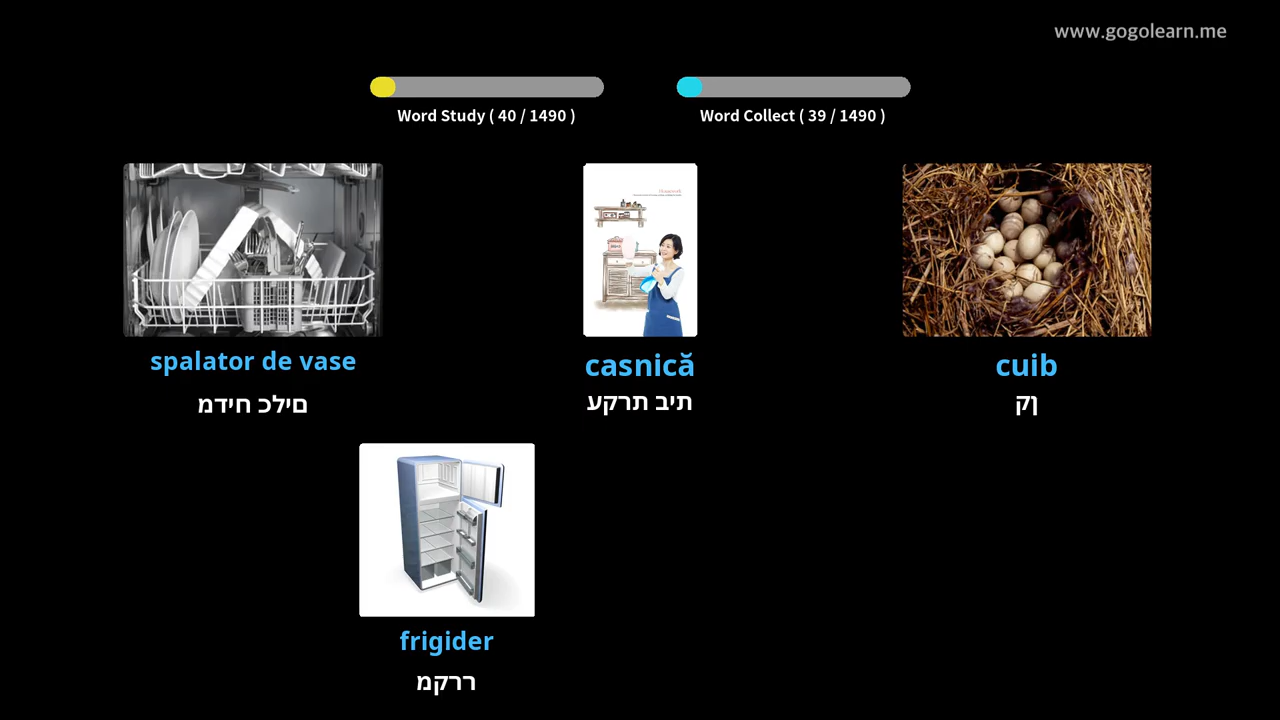 www.gogolearn.me
Word Study ( 40 / 1490 )
Word Collect ( 39 / 1490 )
spalator de vase
םילכ חידמ
casnică
תיב תרקע
cuib
ןק
frigider
ררקמ